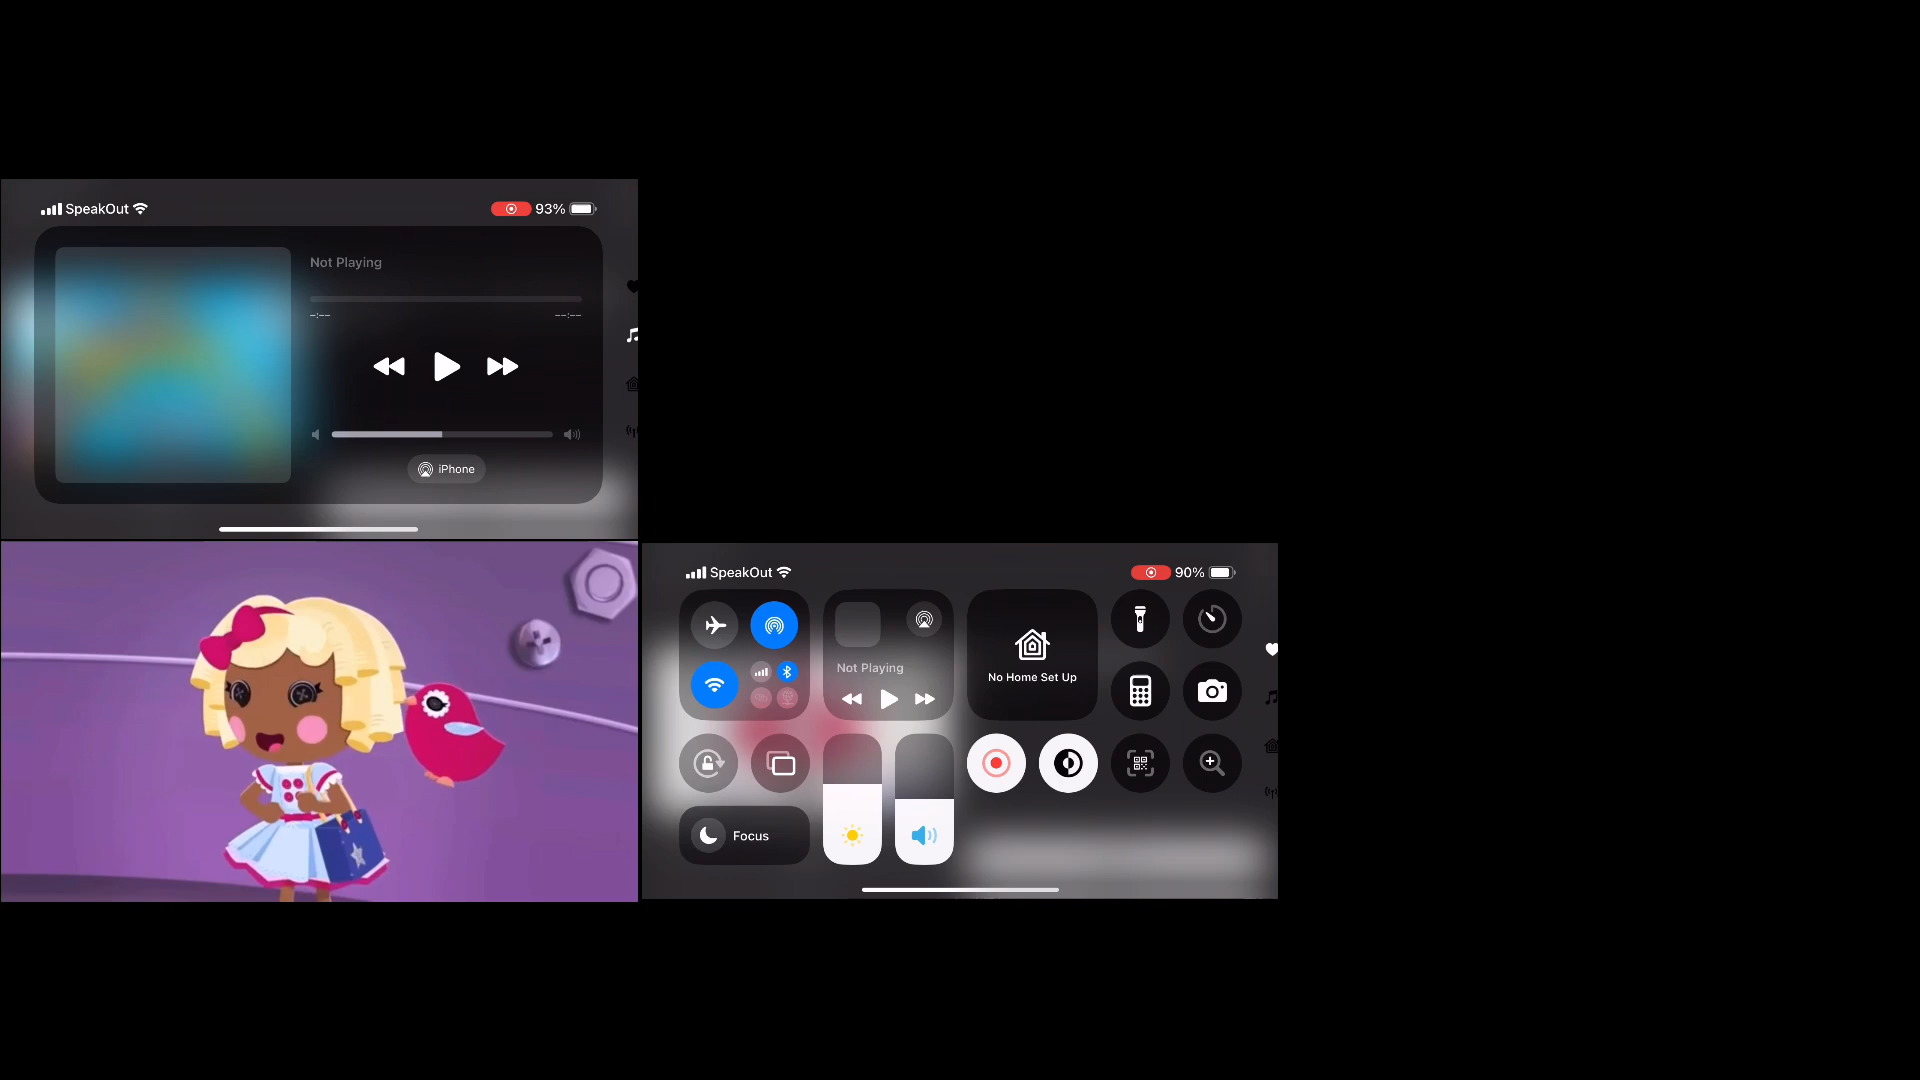 SpeakOut 93%
Not Playing
-:-- --:--
iPhone
SpeakOut 90%
Not Playing
No Home Set Up
Focus